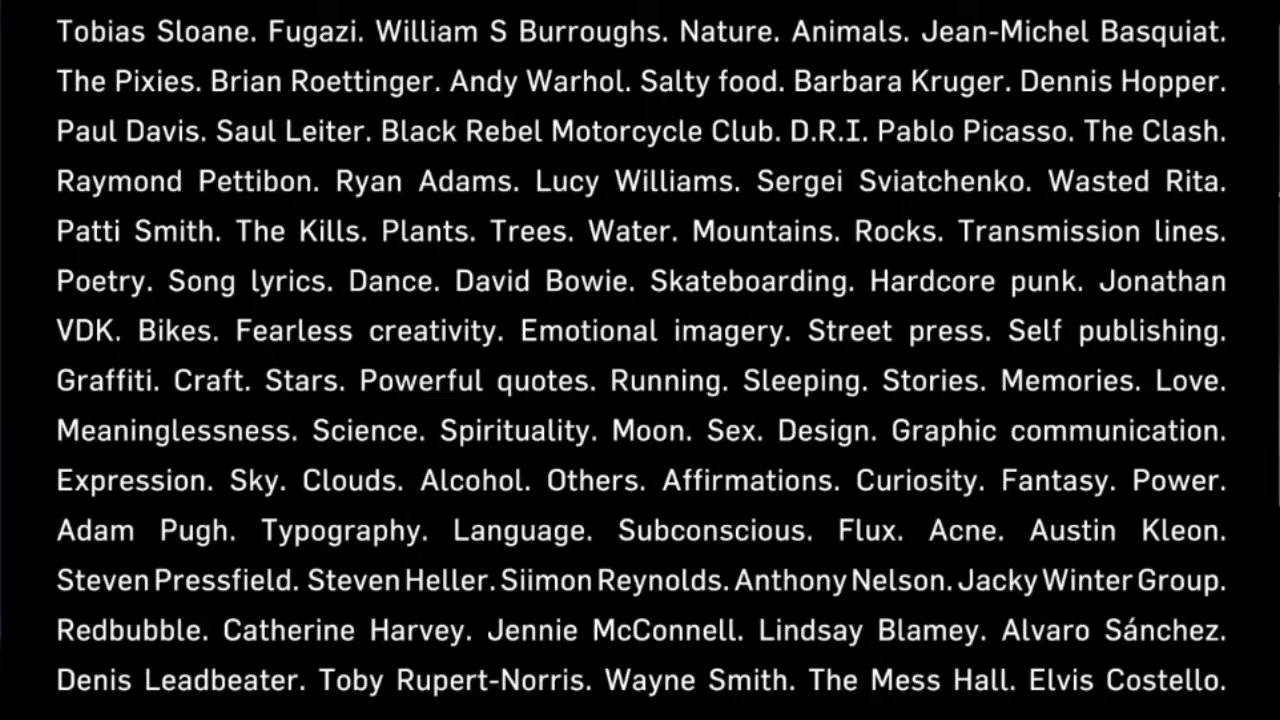 Tobias Sloane. Fugazi. William S Burroughs. Nature. Animals. Jean-Michel Basquiat.
The Pixies. Brian Roettinger. Andy Warhol. Salty food. Barbara Kruger. Dennis Hopper.
Paul Davis. Saul Leiter. Black Rebel Motorcycle Club. D.R.I. Pablo Picasso. The Clash.
Raymond Pettibon. Ryan Adams. Lucy Williams. Sergei Sviatchenko. Wasted Rita.
Patti Smith. The Kills. Plants. Trees. Water. Mountains. Rocks. Transmission lines.
Poetry. Song lyrics. Dance. David Bowie. Skateboarding. Hardcore punk. Jonathan
VDK. Bikes. Fearless creativity. Emotional imagery. Street press. Self publishing.
Graffiti. Craft. Stars. Powerful quotes. Running. Sleeping. Stories. Memories. Love.
Meaninglessness. Science. Spirituality. Moon. Sex. Design. Graphic communication.
Expression. Sky. Clouds. Alcohol. Others. Affirmations. Curiosity. Fantasy. Power.
Adam Pugh. Typography. Language. Subconscious. Flux. Acne. Austin Kleon.
Steven Pressfield. Steven Heller. Siimon Reynolds. Anthony Nelson. Jacky Winter Group.
Redbubble. Catherine Harvey. Jennie McConnell. Lindsay Blamey. Alvaro Sánchez.
Denis Leadbeater. Toby Rupert-Norris. Wayne Smith. The Mess Hall. Elvis Costello.